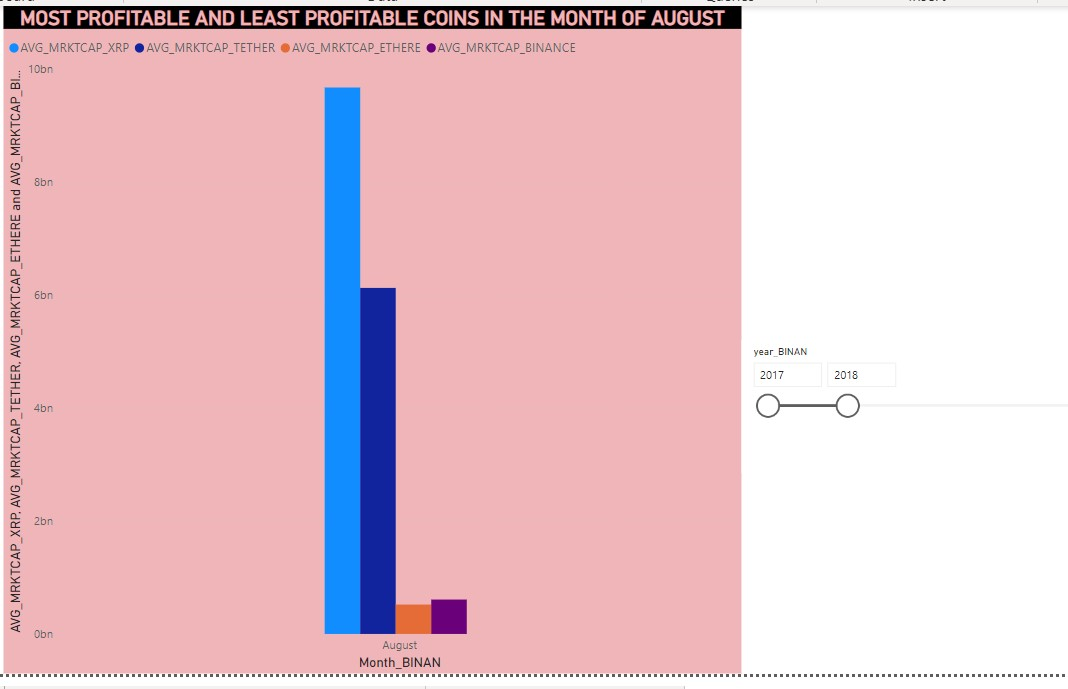 MOST PROFITABLE AND LEAST PROFITABLE COINS IN THE MONTH OF AUGUST
AVG_MRKTCAP_XRP AVG_MRKTCAP_TETHER AVG_MRKTCAP_ETHERE AVG_MRKTCAP_BINANCE
AVG_MRKTCAP_XRP, AVG_MRKTCAP_TETHER, AVG_MRKTCAP_ETHERE and AVG_MRKTCAP_BI...
10bn
8bn
6bn
4bn
2bn
0bn
August
Month_BINAN
year_BINAN
2017 2018